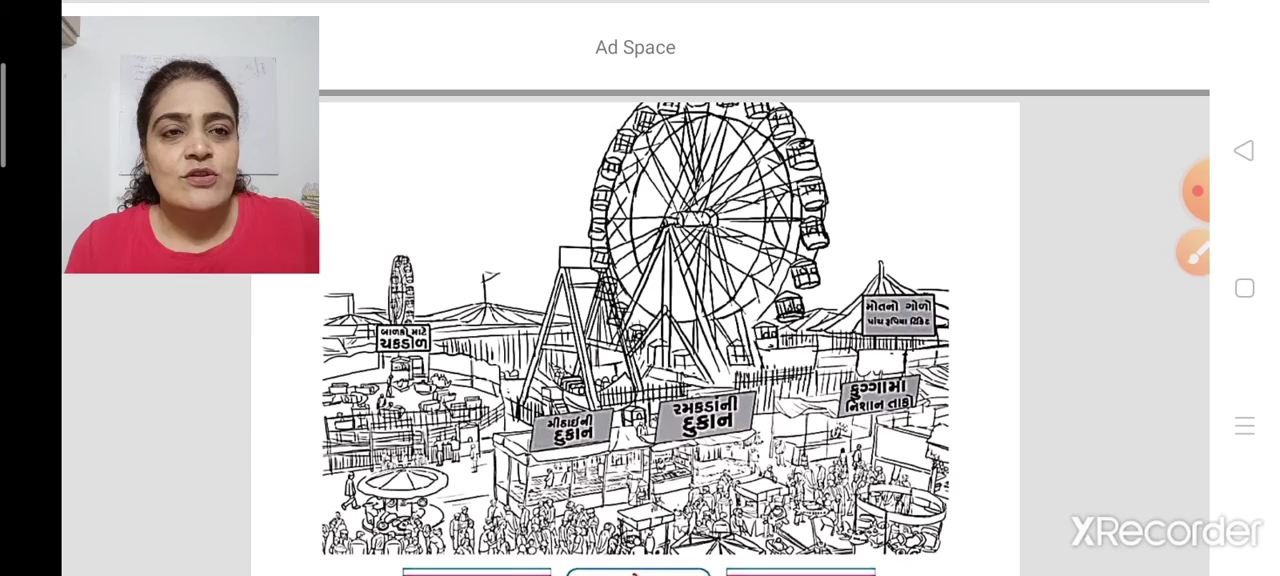 Ad Space
મોતનો ગોળો
પાંચ રૂપિયા ટિકિટ
બાળકો માટે
ચકડોળ
ફુગ્ગામાં
નિશાન તાકો
રમકડાંની
દુકાન
મીઠાઈની
દુકાન
XRecorder